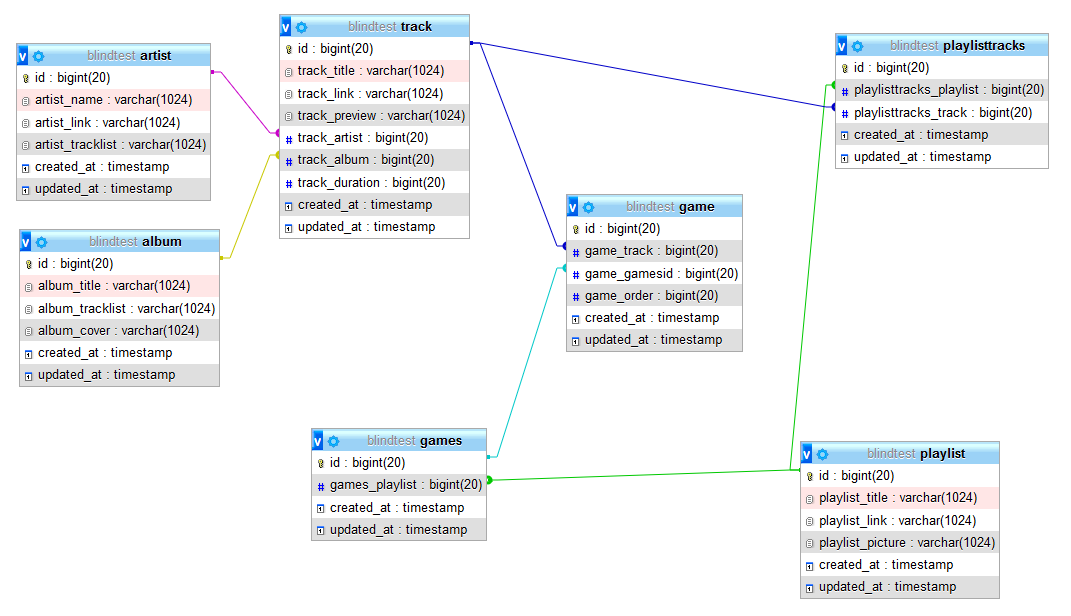 blindtest artist
id : bigint(20)
artist_name : varchar(1024)
artist_link : varchar(1024)
artist_tracklist : varchar(1024)
created_at : timestamp
updated_at : timestamp
blindtest album
id : bigint(20)
album_title : varchar(1024)
album_tracklist : varchar(1024)
album_cover : varchar(1024)
created_at : timestamp
updated_at : timestamp
blindtest track
id : bigint(20)
track_title : varchar(1024)
track_link : varchar(1024)
track_preview : varchar(1024)
track_artist : bigint(20)
track_album : bigint(20)
track_duration : bigint(20)
created_at : timestamp
updated_at : timestamp
blindtest games
id : bigint(20)
games_playlist : bigint(20)
created_at : timestamp
updated_at : timestamp
blindtest game
id : bigint(20)
game_track : bigint(20)
game_gamesid : bigint(20)
game_order : bigint(20)
created_at : timestamp
updated_at : timestamp
blindtest playlisttracks
id : bigint(20)
playlisttracks_playlist : bigint(20)
playlisttracks_track : bigint(20)
created_at : timestamp
updated_at : timestamp
blindtest playlist
id : bigint(20)
playlist_title : varchar(1024)
playlist_link : varchar(1024)
playlist_picture : varchar(1024)
created_at : timestamp
updated_at : timestamp